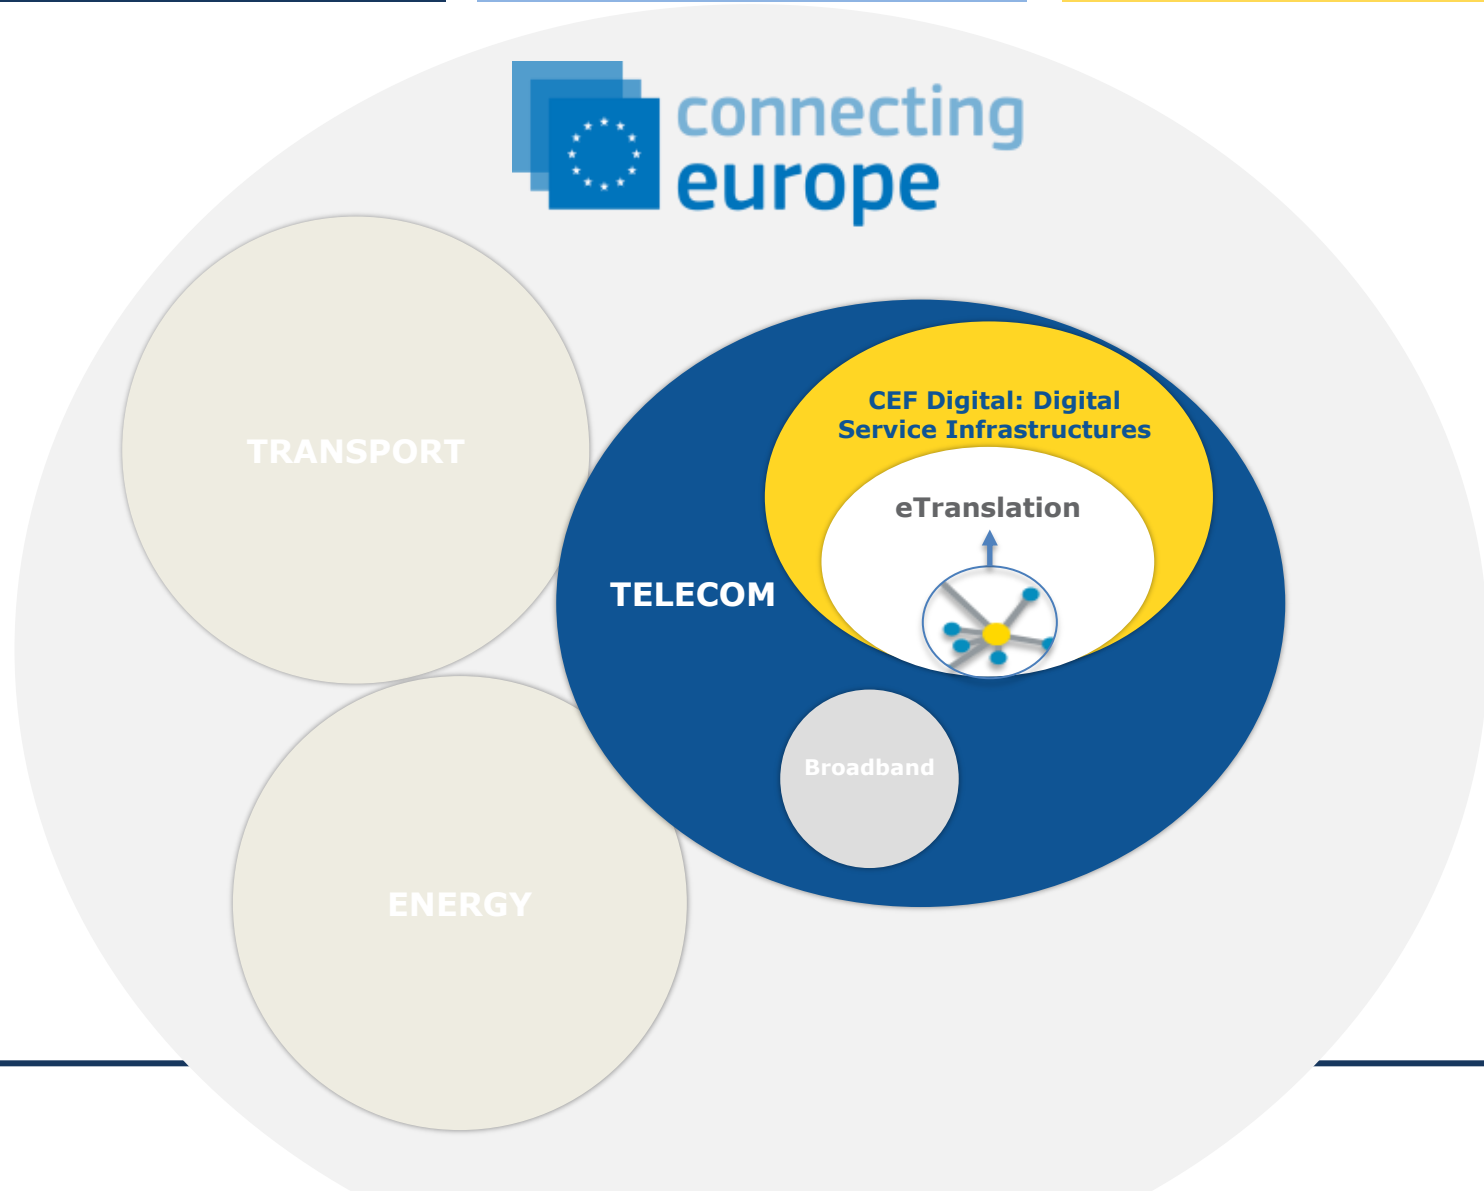 connecting
europe
TRANSPORT
CEF Digital: Digital
Service Infrastructures
eTranslation
TELECOM
Broadband
ENERGY